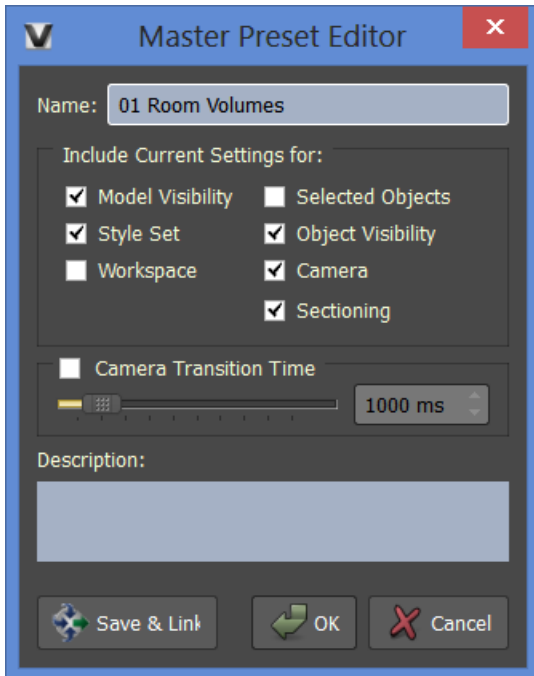 Master Preset Editor
Name: 01 Room Volumes
Include Current Settings for:
Model Visibility Selected Objects
Style Set Object Visibility
Workspace Camera
Sectioning
Camera Transition Time
1000 ms
Description:
Save & Link OK Cancel